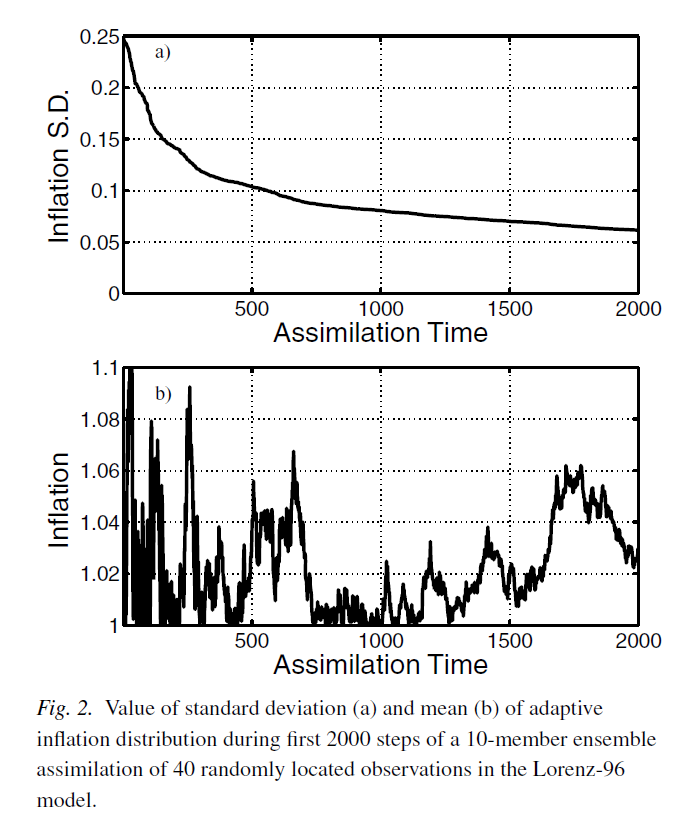 0.25
a)
0.2
0.15
0.1
0.05
0
Inflation S.D.
500 1000 1500 2000
Assimilation Time
1.1
b)
1.08
1.06
1.04
1.02
1
Inflation
500 1000 1500 2000
Assimilation Time
Fig. 2. Value of standard deviation (a) and mean (b) of adaptive
inflation distribution during first 2000 steps of a 10-member ensemble
assimilation of 40 randomly located observations in the Lorenz-96
model.